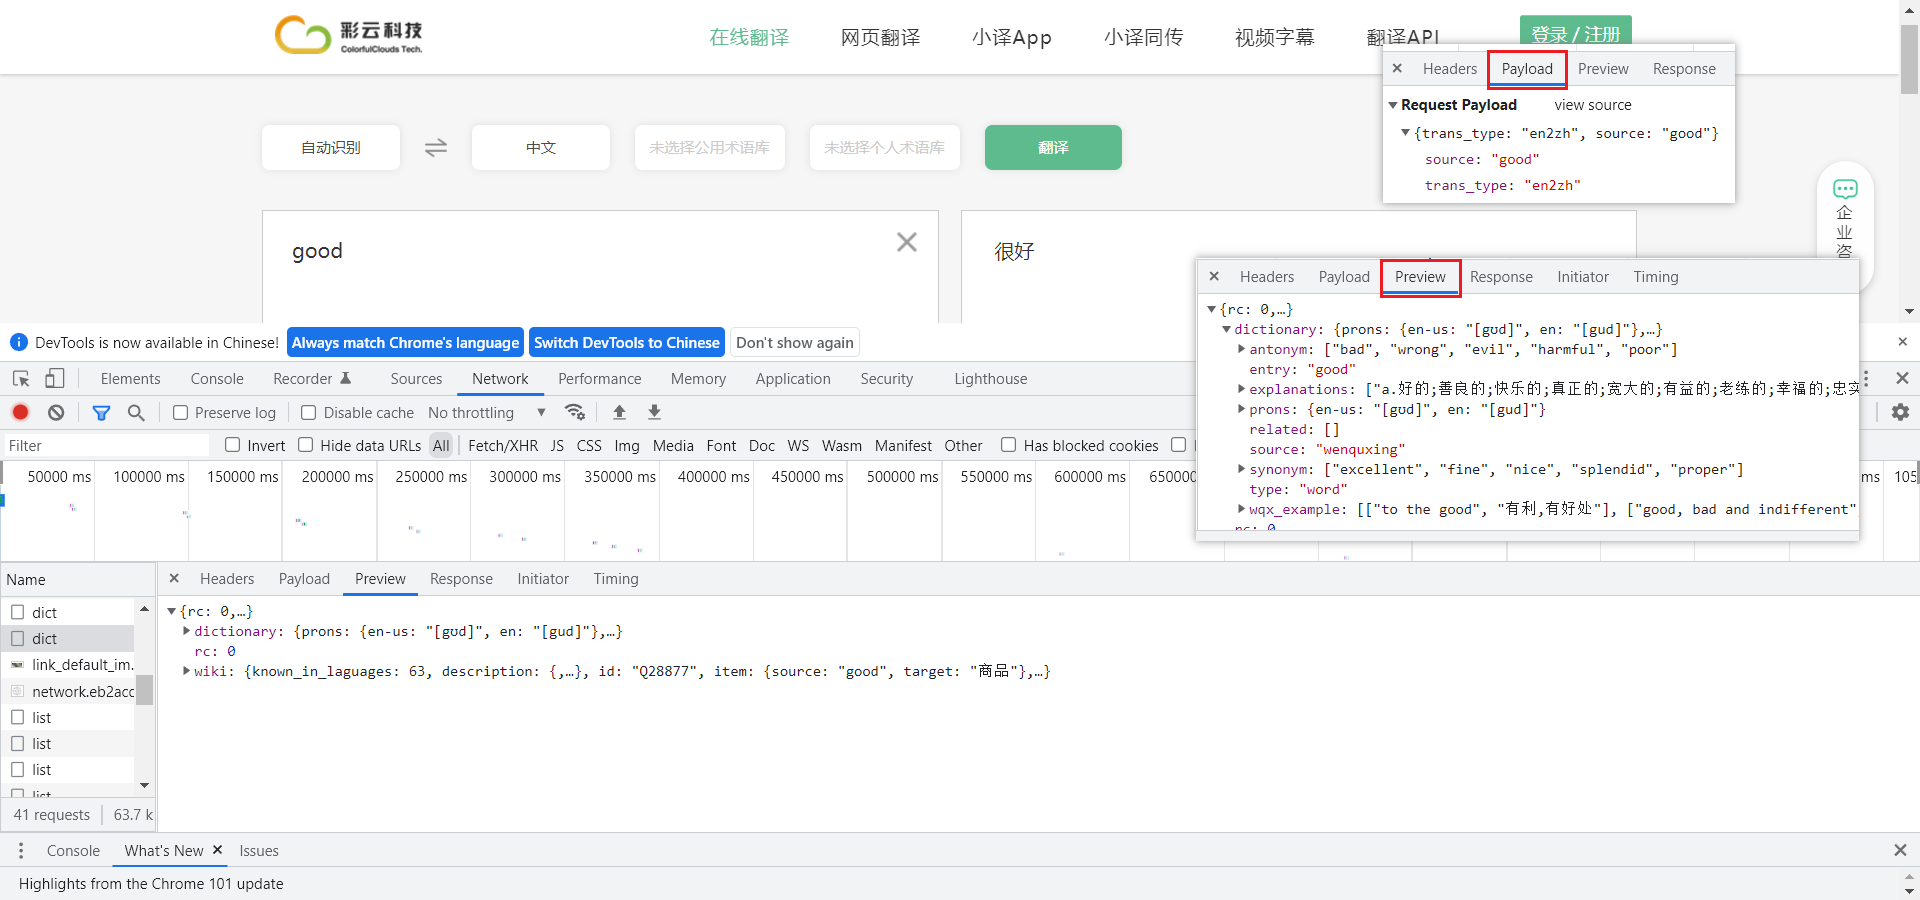 彩云科技
ColorfulClouds Tech.
在线翻译 网页翻译 小译App 小译同传 视频字幕 翻译API 登录 / 注册
× Headers Payload Preview Response
Request Payload view source
{trans_type: "en2zh", source: "good"}
source: "good"
trans_type: "en2zh"
自动识别 中文 未选择公用术语库 未选择个人术语库 翻译
企
业
咨
good
很好
× Headers Payload Preview Response Initiator Timing
{rc: 0,…}
dictionary: {prons: {en-us: "[gʊd]", en: "[gud]"},…}
antonym: ["bad", "wrong", "evil", "harmful", "poor"]
entry: "good"
explanations: ["a.好的;善良的;快乐的;真正的;宽大的;有益的;老练的;幸福的;忠实
prons: {en-us: "[gʊd]", en: "[gud]"}
related: []
source: "wenquxing"
synonym: ["excellent", "fine", "nice", "splendid", "proper"]
type: "word"
wqx_example: [["to the good", "有利,有好处"], ["good, bad and indifferent"
rc: 0
DevTools is now available in Chinese! Always match Chrome's language Switch DevTools to Chinese Don't show again
Elements Console Recorder Sources Network Performance Memory Application Security Lighthouse
Preserve log Disable cache No throttling
Filter Invert Hide data URLs All Fetch/XHR JS CSS Img Media Font Doc WS Wasm Manifest Other Has blocked cookies
50000 ms 100000 ms 150000 ms 200000 ms 250000 ms 300000 ms 350000 ms 400000 ms 450000 ms 500000 ms 550000 ms 600000 ms 65000 ms 105
Name
dict
dict
link_default_im.
network.eb2acc
list
list
list
list
41 requests 63.7 k
× Headers Payload Preview Response Initiator Timing
{rc: 0,…}
dictionary: {prons: {en-us: "[gʊd]", en: "[gud]"},…}
rc: 0
wiki: {known_in_laguages: 63, description: {,…}, id: "Q28877", item: {source: "good", target: "商品"},…}
Console What's New × Issues
Highlights from the Chrome 101 update